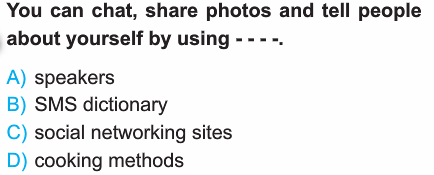 You can chat, share photos and tell people
about yourself by using - - - -.
A) speakers
B) SMS dictionary
C) social networking sites
D) cooking methods